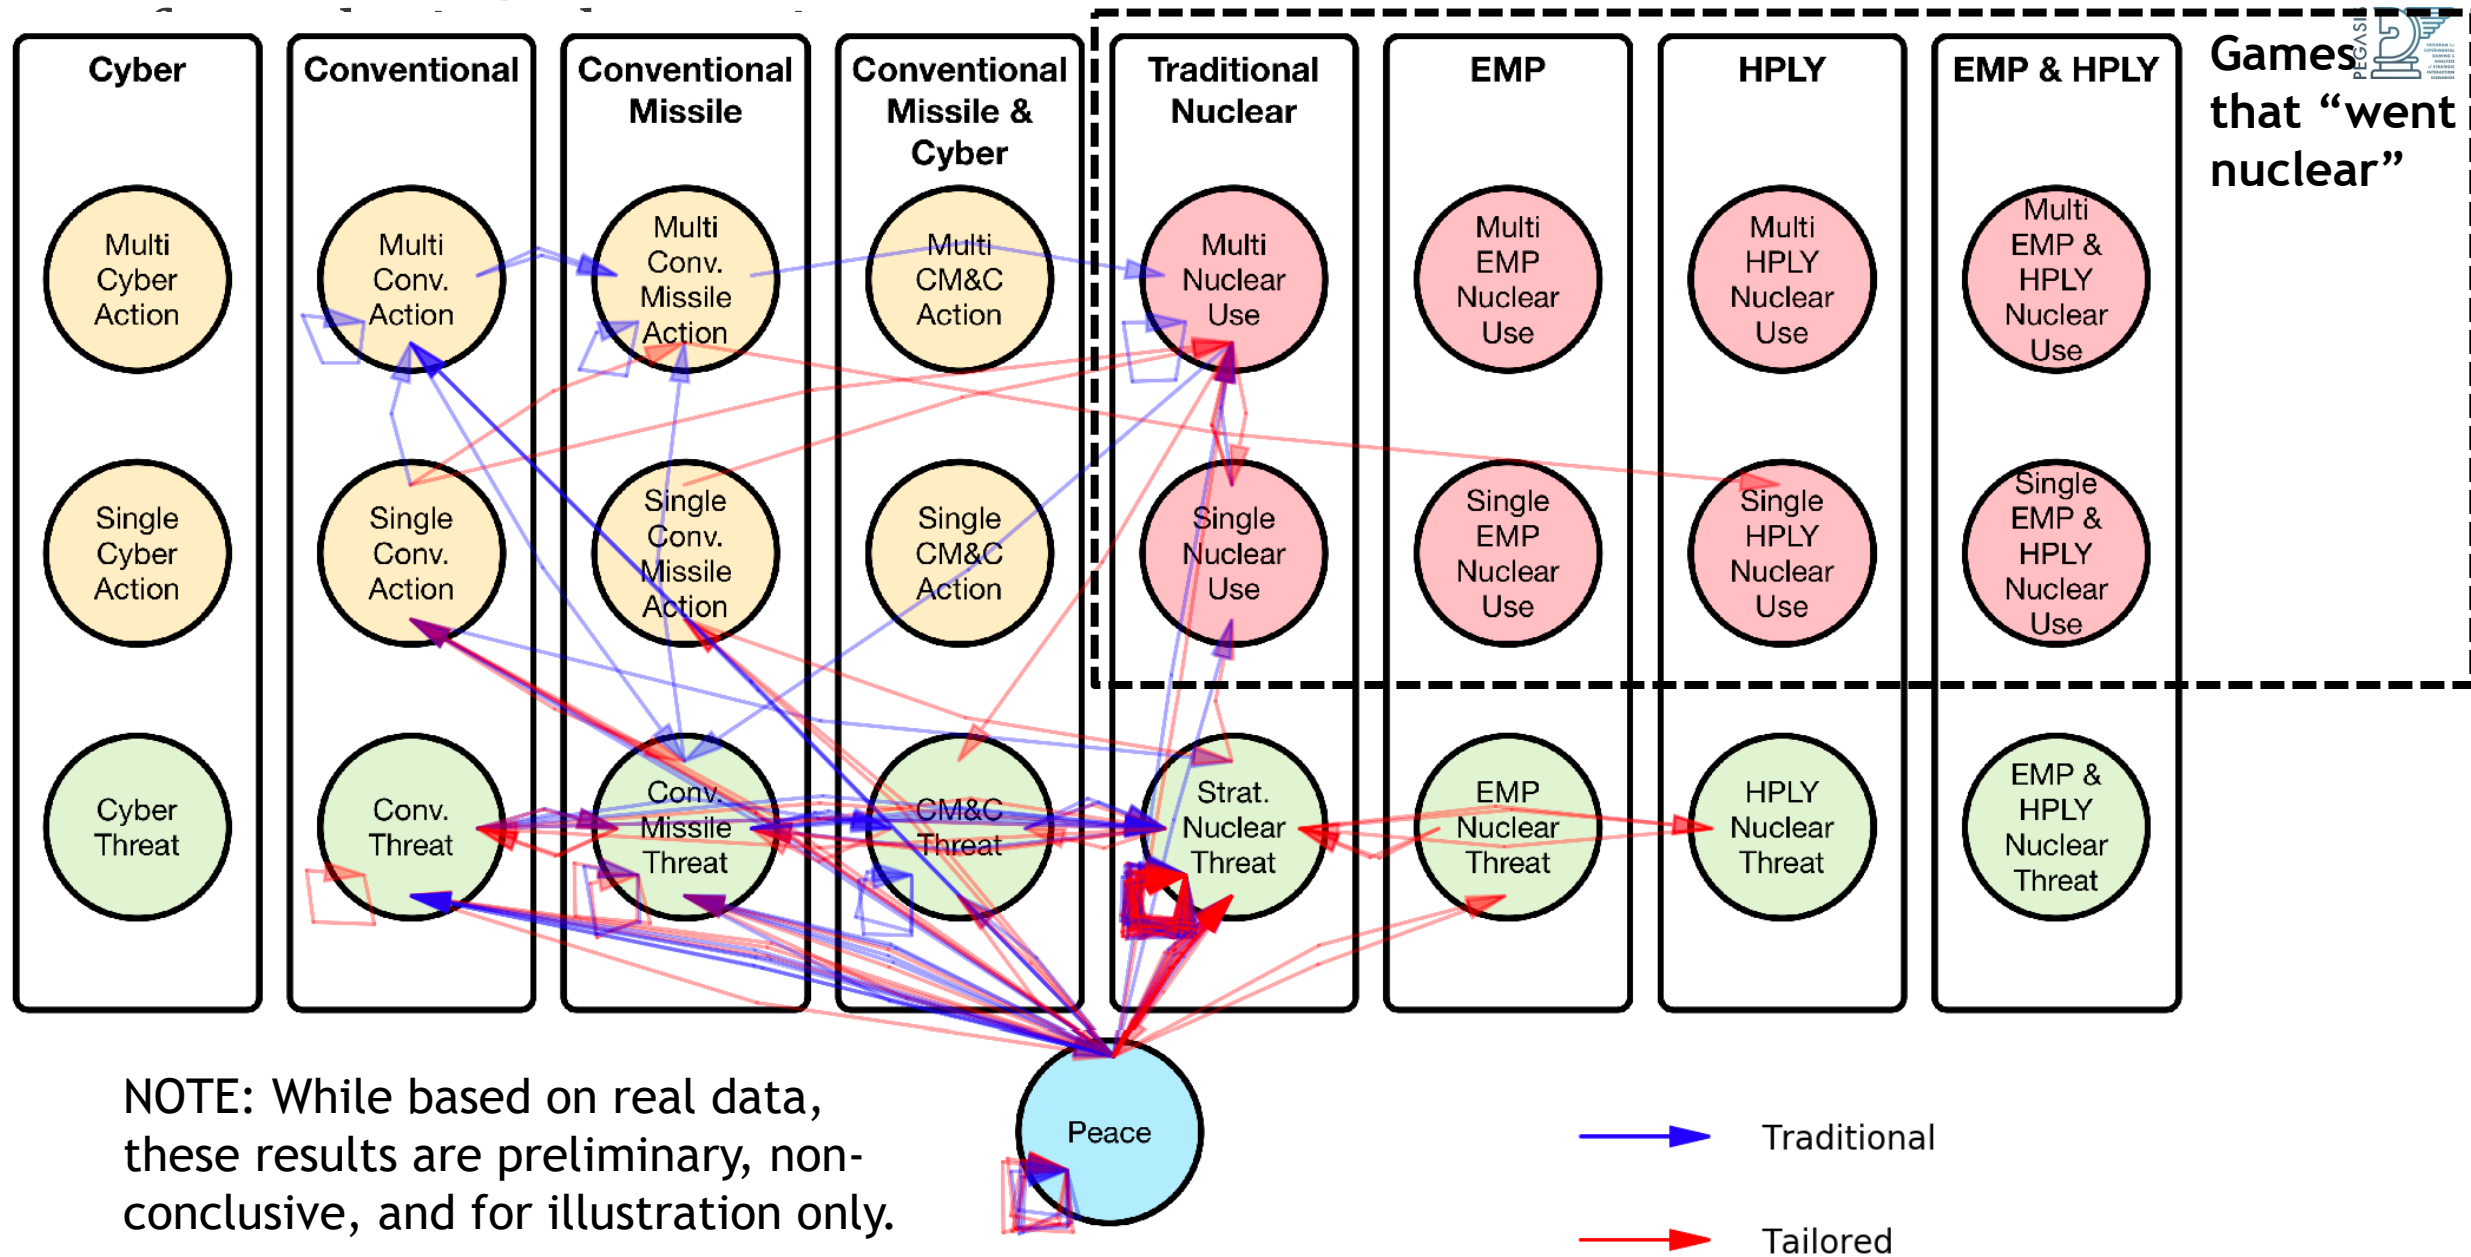 Cyber
Conventional
Conventional
Missile
Conventional
Missile &
Cyber
Traditional
Nuclear
EMP
HPLY
EMP & HPLY
Games
that “went
nuclear”
PEGASIS
Multi
Cyber
Action
Multi
Conv.
Action
Multi
Conv.
Missile
Action
Multi
CM&C
Action
Multi
Nuclear
Use
Multi
EMP
Nuclear
Use
Multi
HPLY
Nuclear
Use
Multi
EMP &
HPLY
Nuclear
Use
Single
Cyber
Action
Single
Conv.
Action
Single
Conv.
Missile
Action
Single
CM&C
Action
Single
Nuclear
Use
Single
EMP
Nuclear
Use
Single
HPLY
Nuclear
Use
Single
EMP &
HPLY
Nuclear
Use
Cyber
Threat
Conv.
Threat
Conv.
Missile
Threat
CM&C
Threat
Strat.
Nuclear
Threat
EMP
Nuclear
Threat
HPLY
Nuclear
Threat
EMP &
HPLY
Nuclear
Threat
Peace
NOTE: While based on real data,
these results are preliminary, non-
conclusive, and for illustration only.
Traditional
Tailored